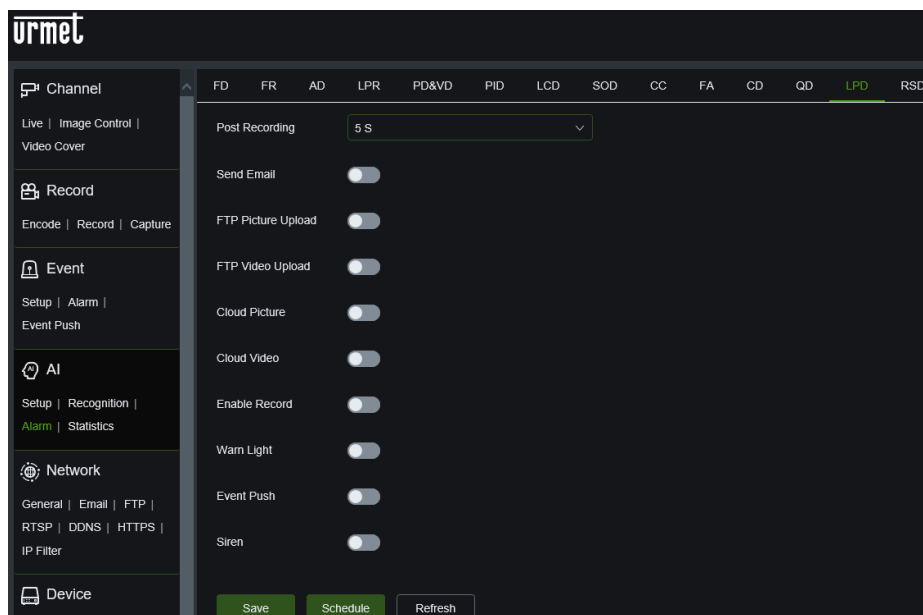 urmet
Channel
Live | Image Control |
Video Cover
Record
Encode | Record | Capture
Event
Setup | Alarm |
Event Push
AI
Setup | Recognition |
Alarm | Statistics
Network
General | Email | FTP |
RTSP | DDNS | HTTPS |
IP Filter
Device
FD FR AD LPR PD&VD PID LCD SOD CC FA CD QD LPD RSD
Post Recording 5 S
Send Email
FTP Picture Upload
FTP Video Upload
Cloud Picture
Cloud Video
Enable Record
Warn Light
Event Push
Siren
Save Schedule Refresh